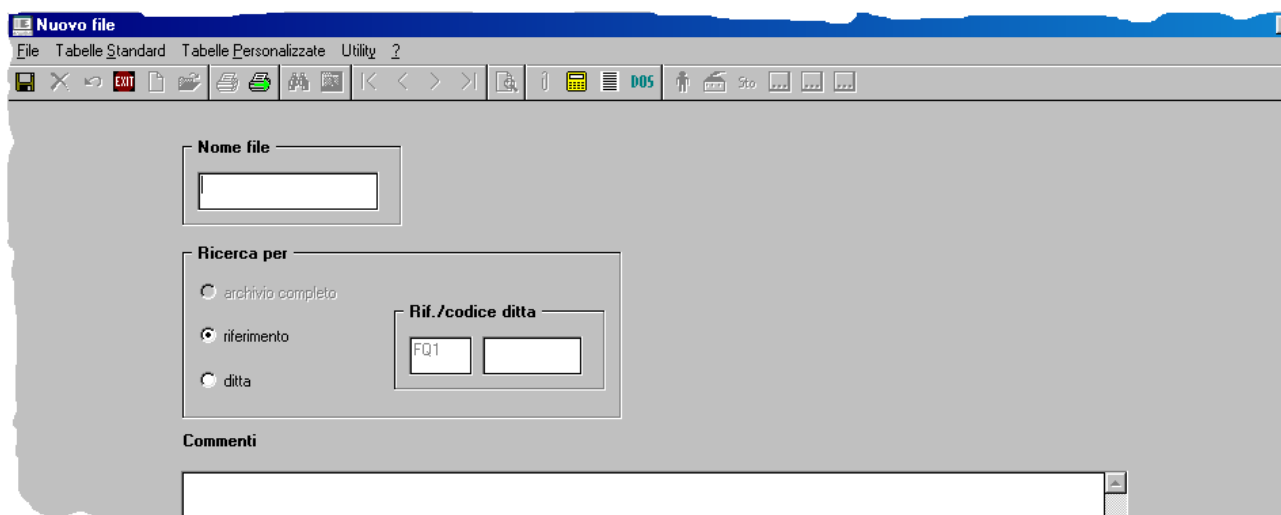 Nuovo file
File Tabelle Standard Tabelle Personalizzate Utility ?
EXIT DOS Sto ... ... ...
Nome file
Ricerca per
archivio completo
Rif./codice ditta
riferimento
FQ1
ditta
Commenti